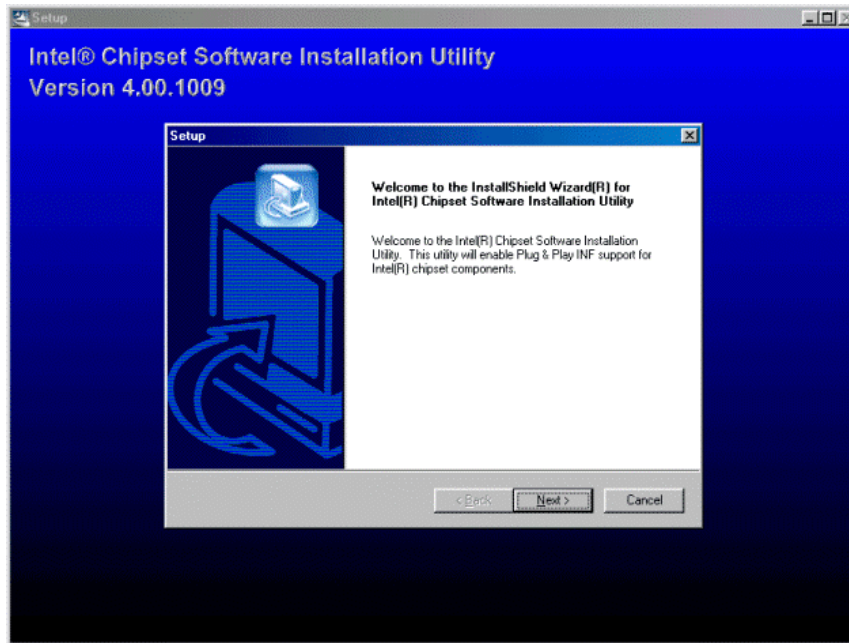 Setup
Intel® Chipset Software Installation Utility
Version 4.00.1009
Setup
Welcome to the InstallShield Wizard(R) for
Intel(R) Chipset Software Installation Utility
Welcome to the Intel(R) Chipset Software Installation
Utility. This utility will enable Plug & Play INF support for
Intel(R) chipset components.
< Back
Next >
Cancel